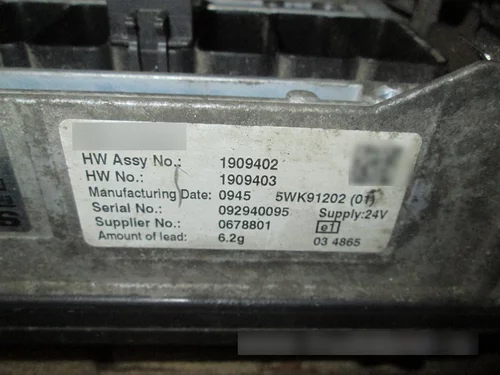 HW Assy No.: 1909402
HW No.: 1909403
Manufacturing Date: 0945 5WK91202 (01)
Serial No.: 092940095 Supply:24V
Supplier No.: 0678801 e1
Amount of lead: 6.2g 03 4865